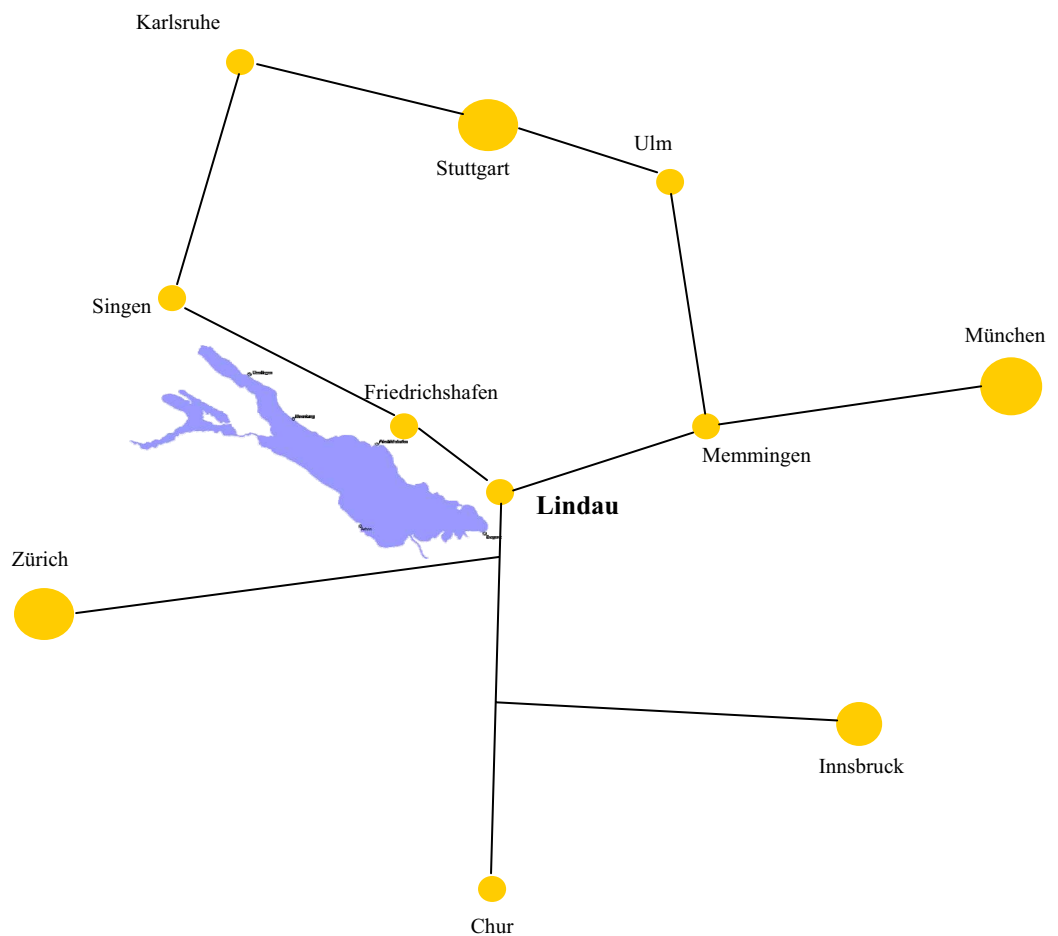 Karlsruhe
Stuttgart
Ulm
Singen
München
Friedrichshafen
Memmingen
Lindau
Zürich
Innsbruck
Chur